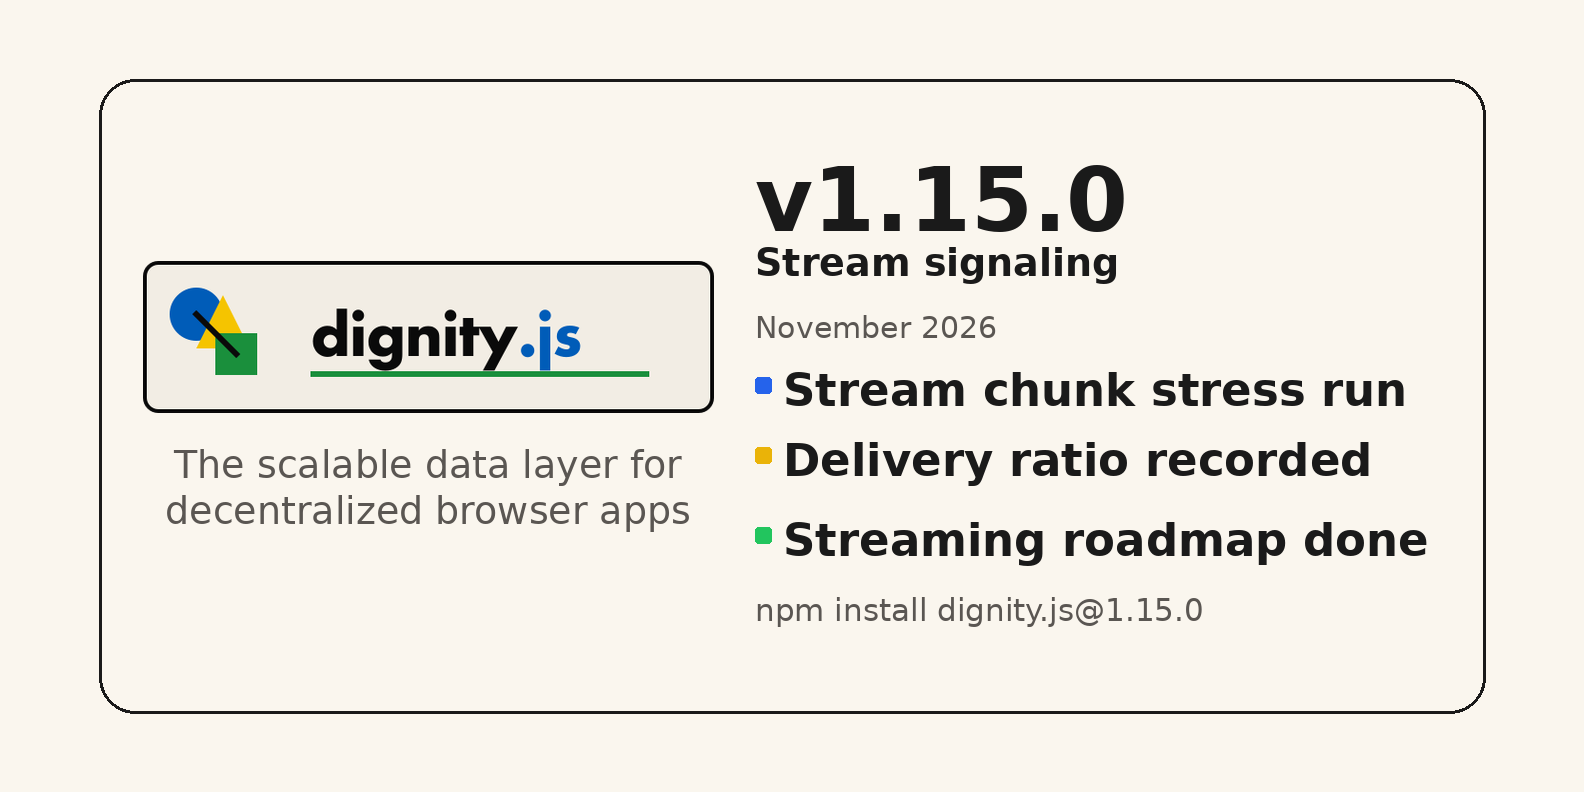 dignity.js
The scalable data layer for
decentralized browser apps
v1.15.0
Stream signaling
November 2026
Stream chunk stress run
Delivery ratio recorded
Streaming roadmap done
npm install dignity.js@1.15.0